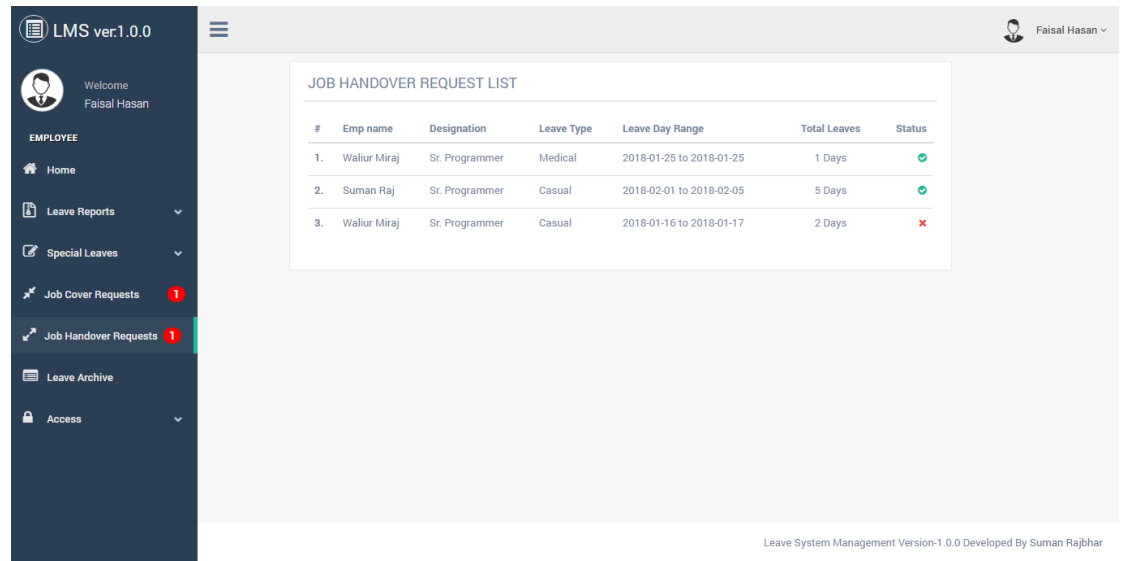 LMS ver.1.0.0
Faisal Hasan
Welcome
Faisal Hasan
EMPLOYEE
Home
Leave Reports
Special Leaves
Job Cover Requests 1
Job Handover Requests 1
Leave Archive
Access
JOB HANDOVER REQUEST LIST
# Emp name Designation Leave Type Leave Day Range Total Leaves Status
1. Waliur Miraj Sr. Programmer Medical 2018-01-25 to 2018-01-25 1 Days
2. Suman Raj Sr. Programmer Casual 2018-02-01 to 2018-02-05 5 Days
3. Waliur Miraj Sr. Programmer Casual 2018-01-16 to 2018-01-17 2 Days
Leave System Management Version-1.0.0 Developed By Suman Rajbhar